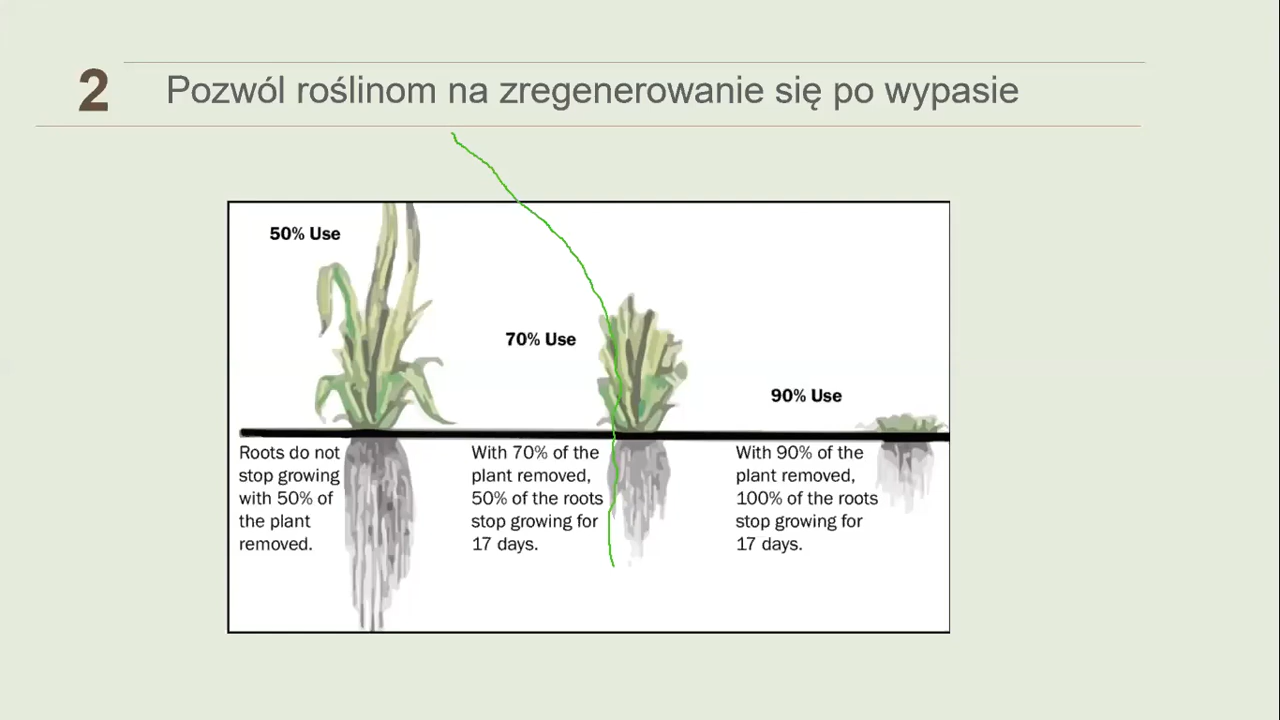 2 Pozwól roślinom na zregenerowanie się po wypasie
50% Use
70% Use
90% Use
Roots do not
stop growing
with 50% of
the plant
removed.
With 70% of the
plant removed,
50% of the roots
stop growing for
17 days.
With 90% of the
plant removed,
100% of the roots
stop growing for
17 days.